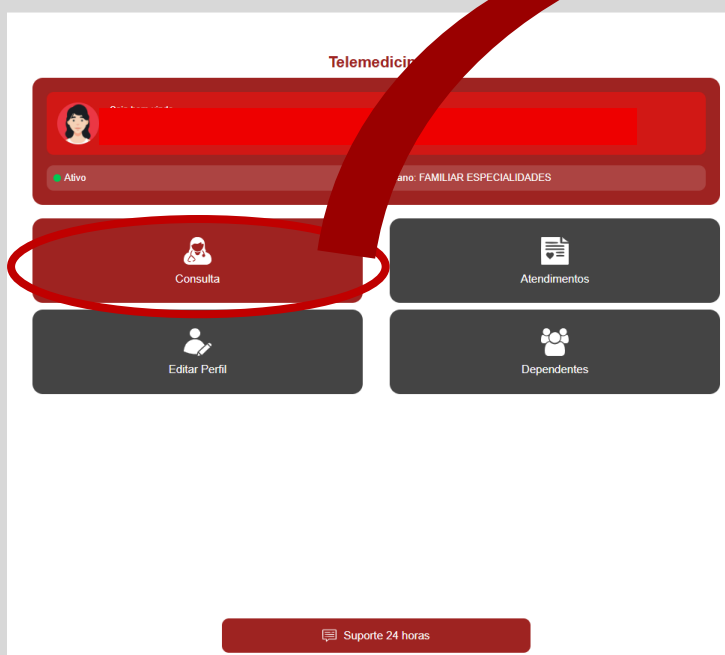 Telemedicin
Ativo
ano: FAMILIAR ESPECIALIDADES
Consulta
Atendimentos
Editar Perfil
Dependentes
Suporte 24 horas